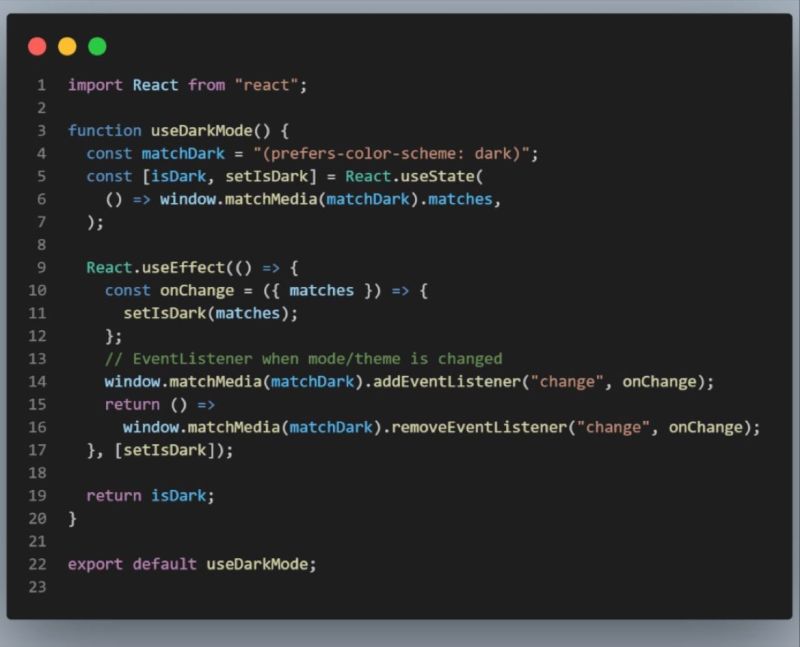 1 import React from "react";
2
3 function useDarkMode() {
4   const matchDark = "(prefers-color-scheme: dark)";
5   const [isDark, setIsDark] = React.useState(
6     () => window.matchMedia(matchDark).matches,
7   );
8
9   React.useEffect(() => {
10     const onChange = ({ matches }) => {
11       setIsDark(matches);
12     };
13     // EventListener when mode/theme is changed
14     window.matchMedia(matchDark).addEventListener("change", onChange);
15     return () =>
16       window.matchMedia(matchDark).removeEventListener("change", onChange);
17   }, [setIsDark]);
18
19   return isDark;
20 }
21
22 export default useDarkMode;
23